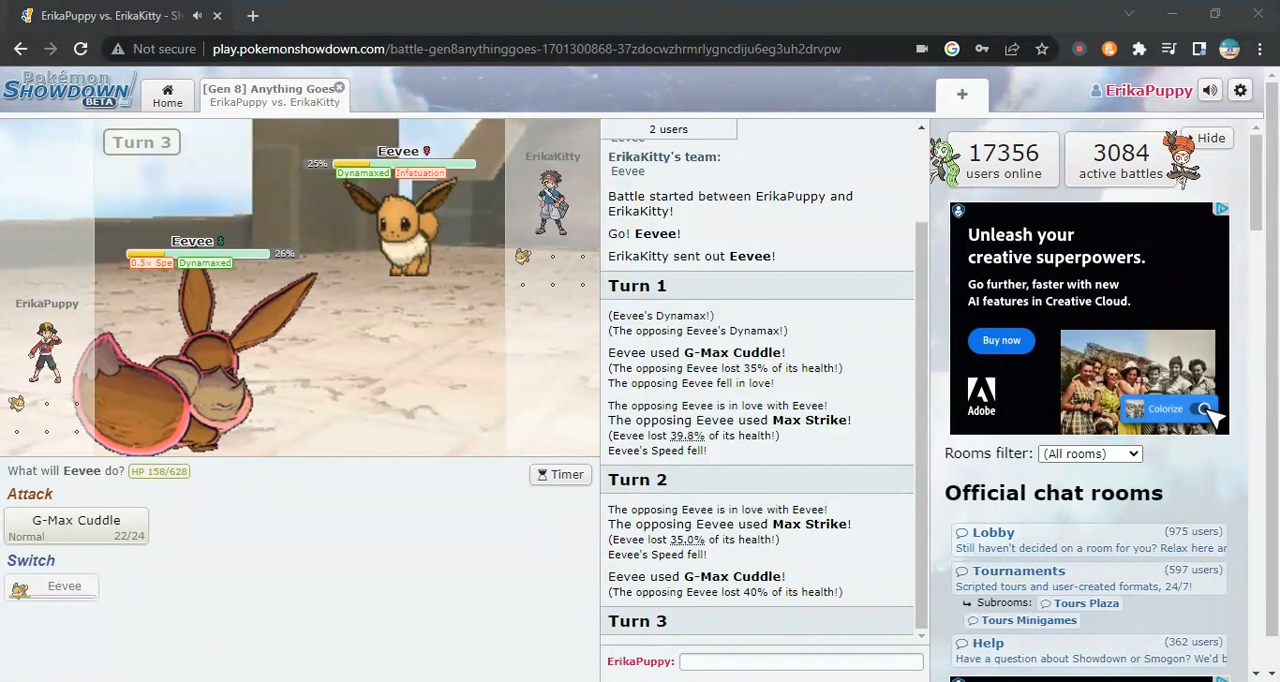 ErikaPuppy vs. ErikaKitty - Sh
Not secure
play.pokemonshowdown.com/battle-gen8anythinggoes-1701300868-37zdocwzhrmrlygncdiju6eg3uh2drvpw
Pokémon
SHOWDOWN
BETA
Home
[Gen 8] Anything Goes
ErikaPuppy vs. ErikaKitty
ErikaPuppy
Turn 3
Eevee
25%
Dynamaxed
Infatuation
ErikaKitty
Eevee
26%
0.5× Spe
Dynamaxed
ErikaPuppy
What will Eevee do? HP 158/628
Timer
Attack
G-Max Cuddle
Normal 22/24
Switch
Eevee
2 users
ErikaKitty's team:
Eevee
Battle started between ErikaPuppy and
ErikaKitty!
Go! Eevee!
ErikaKitty sent out Eevee!
Turn 1
(Eevee's Dynamax!)
(The opposing Eevee's Dynamax!)
Eevee used G-Max Cuddle!
(The opposing Eevee lost 35% of its health!)
The opposing Eevee fell in love!
The opposing Eevee is in love with Eevee!
The opposing Eevee used Max Strike!
(Eevee lost 39.8% of its health!)
Eevee's Speed fell!
Turn 2
The opposing Eevee is in love with Eevee!
The opposing Eevee used Max Strike!
(Eevee lost 35.0% of its health!)
Eevee's Speed fell!
Eevee used G-Max Cuddle!
(The opposing Eevee lost 40% of its health!)
Turn 3
ErikaPuppy:
17356
users online
3084
active battles
Hide
Unleash your
creative superpowers.
Go further, faster with new
AI features in Creative Cloud.
Buy now
Adobe
Colorize
Rooms filter: (All rooms)
Official chat rooms
Lobby (975 users)
Still haven't decided on a room for you? Relax here ar
Tournaments (597 users)
Scripted tours and user-created formats, 24/7!
Subrooms: Tours Plaza
Tours Minigames
Help (362 users)
Have a question about Showdown or Smogon? We'd b